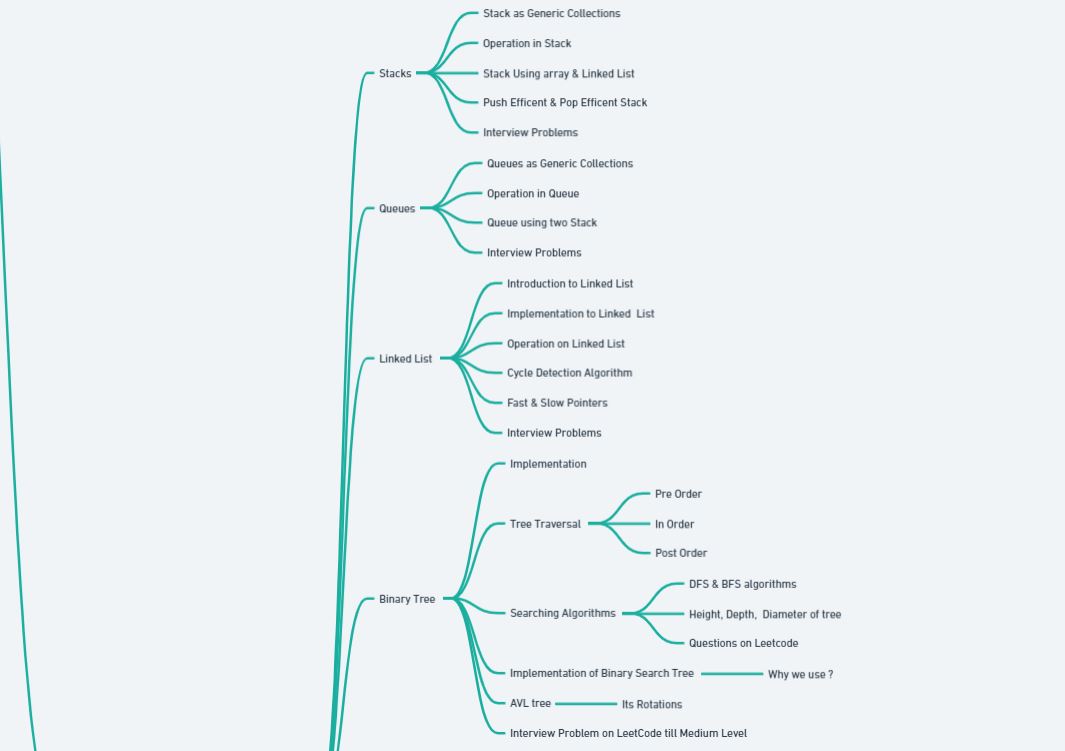 Stack as Generic Collections
Operation in Stack
Stacks
Stack Using array & Linked List
Push Efficent & Pop Efficent Stack
Interview Problems
Queues as Generic Collections
Operation in Queue
Queues
Queue using two Stack
Interview Problems
Introduction to Linked List
Implementation to Linked  List
Operation on Linked List
Linked List
Cycle Detection Algorithm
Fast & Slow Pointers
Interview Problems
Implementation
Pre Order
Tree Traversal
In Order
Post Order
DFS & BFS algorithms
Binary Tree
Searching Algorithms
Height, Depth,  Diameter of tree
Questions on Leetcode
Implementation of Binary Search Tree
Why we use ?
AVL tree
Its Rotations
Interview Problem on LeetCode till Medium Level